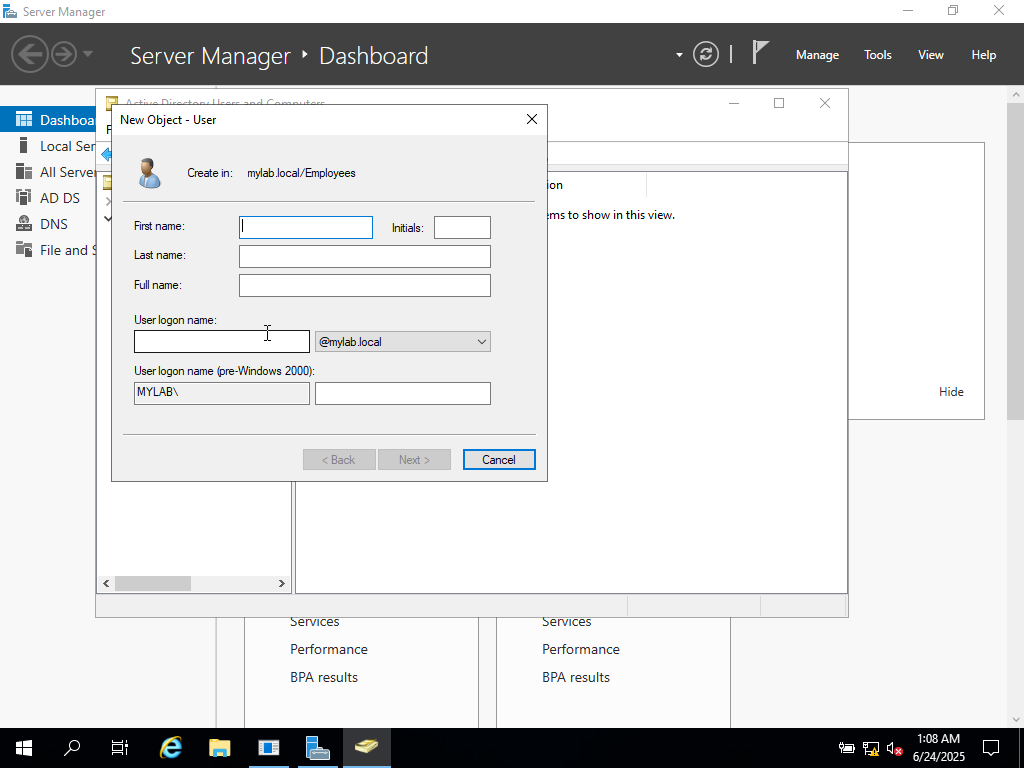 Server Manager
Server Manager ‣ Dashboard
Manage Tools View Help
Dashboa
Local Ser
All Server
AD DS
DNS
File and S
Active Directory Users and Computers
F
New Object - User
Create in: mylab.local/Employees
First name: Initials:
Last name:
Full name:
User logon name:
@mylab.local
User logon name (pre-Windows 2000):
MYLAB\
< Back Next > Cancel
ion
ems to show in this view.
Hide
Services Services
Performance Performance
BPA results BPA results
1:08 AM
6/24/2025